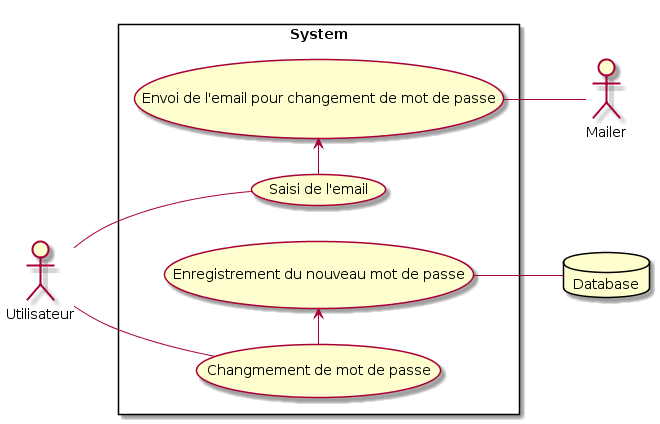 System
Envoi de l'email pour changement de mot de passe
Mailer
Saisi de l'email
Utilisateur
Enregistrement du nouveau mot de passe
Database
Changmement de mot de passe